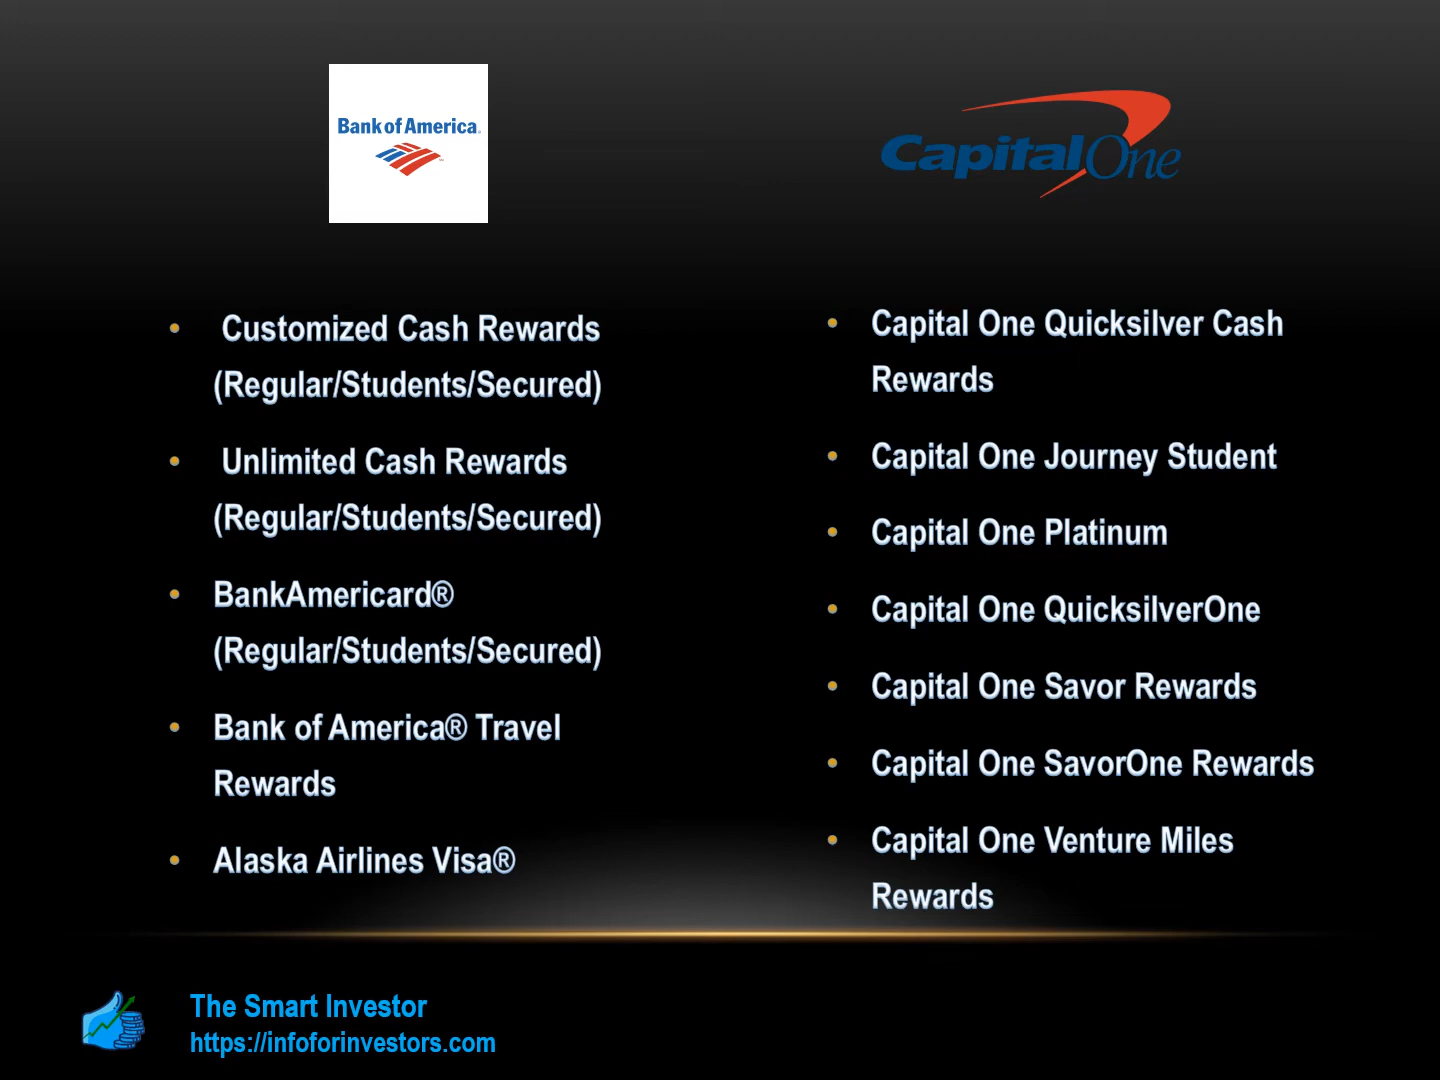 Bank of America
Capital One
• Customized Cash Rewards
(Regular/Students/Secured)
• Unlimited Cash Rewards
(Regular/Students/Secured)
• BankAmericard®
(Regular/Students/Secured)
• Bank of America® Travel
Rewards
• Alaska Airlines Visa®
• Capital One Quicksilver Cash
Rewards
• Capital One Journey Student
• Capital One Platinum
• Capital One QuicksilverOne
• Capital One Savor Rewards
• Capital One SavorOne Rewards
• Capital One Venture Miles
Rewards
The Smart Investor
https://infoforinvestors.com